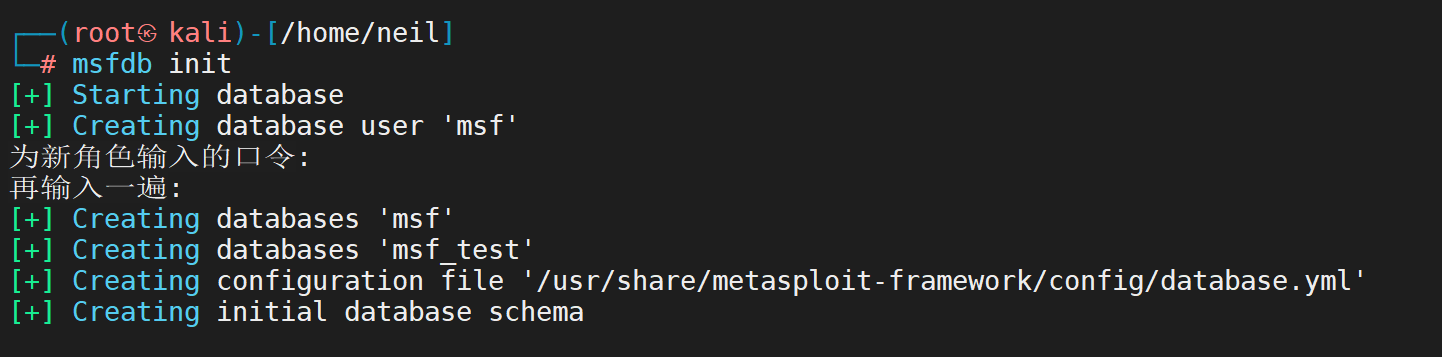 ┌──(root㉿kali)-[/home/neil]
└─# msfdb init
[+] Starting database
[+] Creating database user 'msf'
为新角色输入的口令:
再输入一遍:
[+] Creating databases 'msf'
[+] Creating databases 'msf_test'
[+] Creating configuration file '/usr/share/metasploit-framework/config/database.yml'
[+] Creating initial database schema